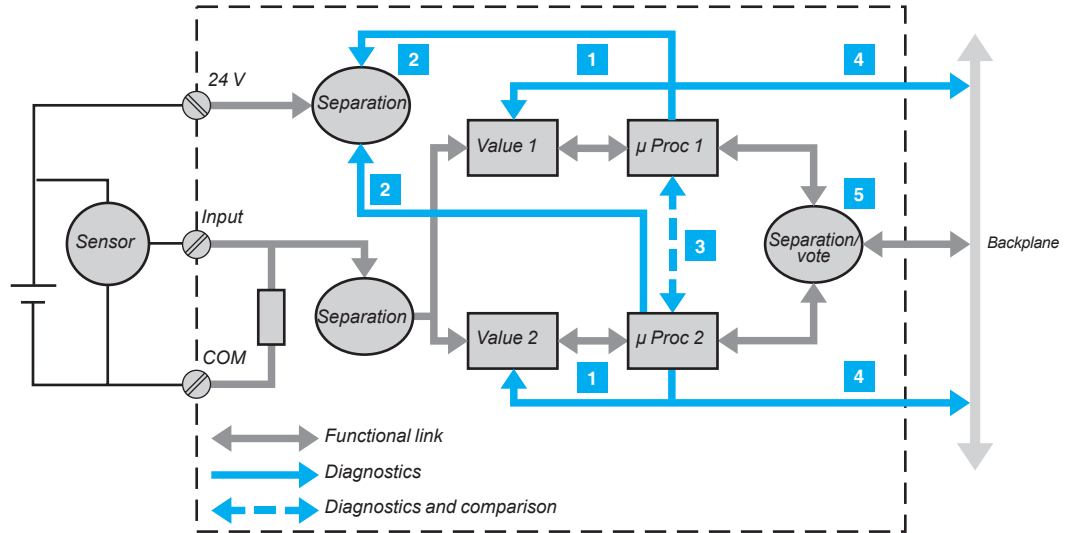 2
1
4
24 V
Separation
Value 1
µ Proc 1
2
5
Input
Sensor
Separation/
vote
3
Backplane
Separation
Value 2
µ Proc 2
COM
1
4
Functional link
Diagnostics
Diagnostics and comparison